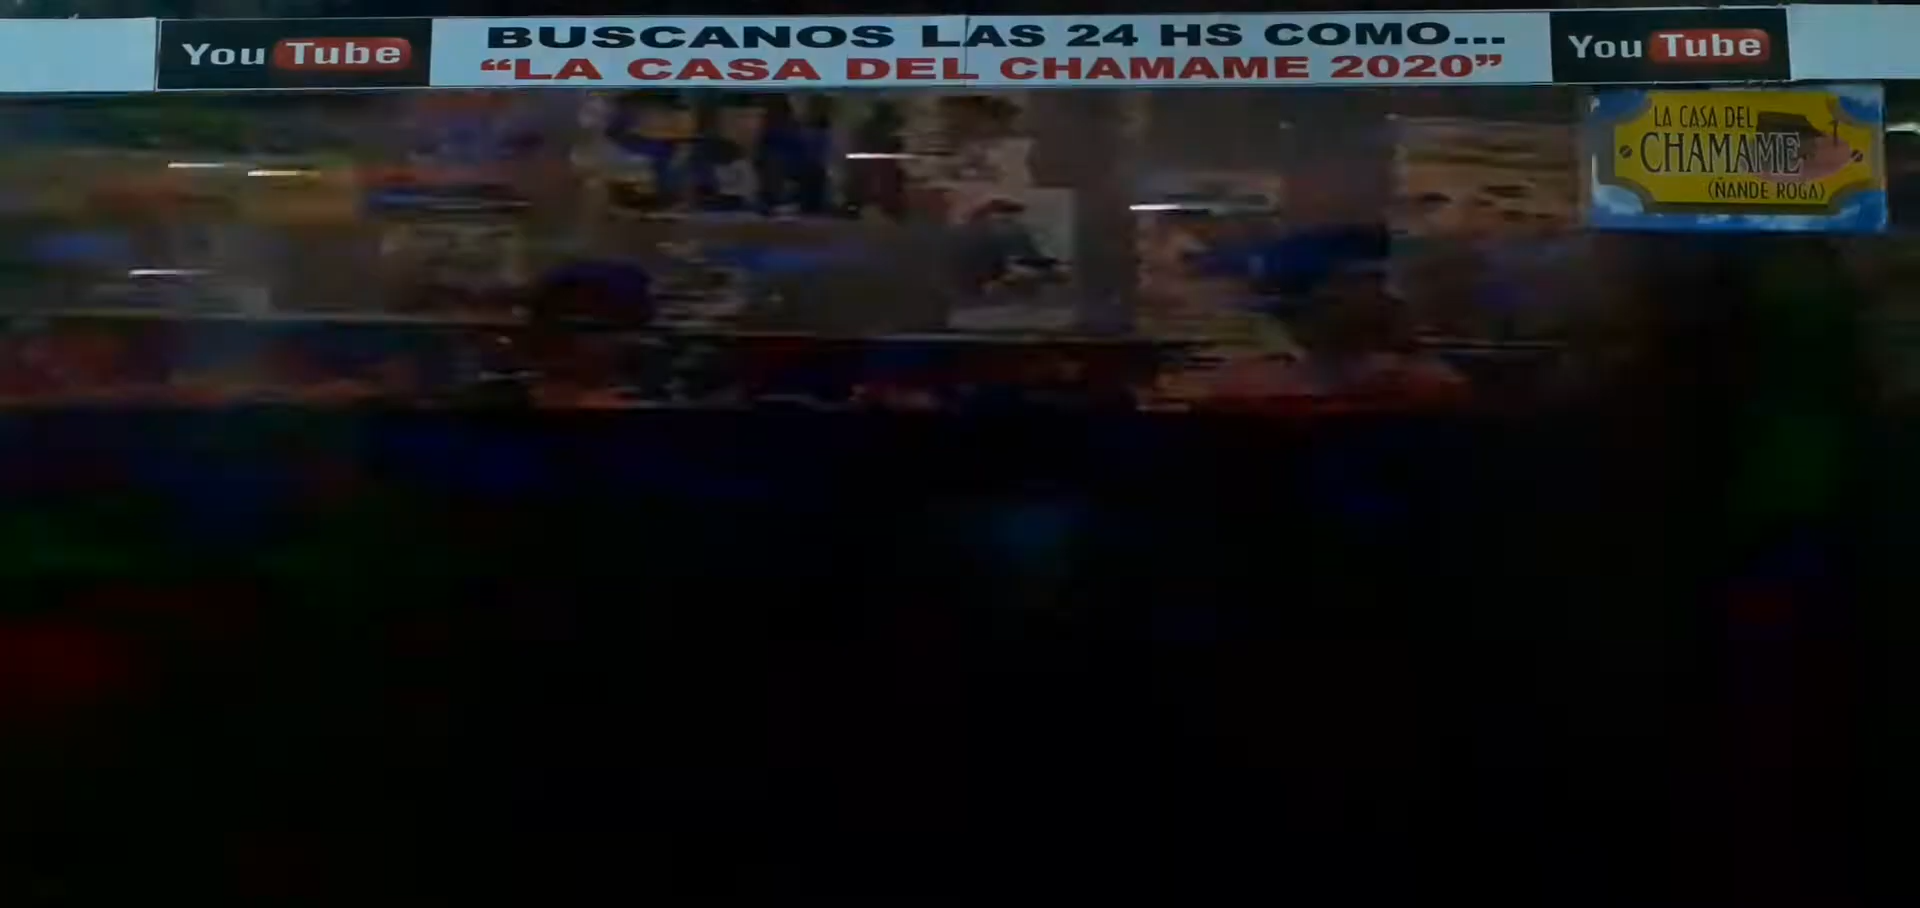 You Tube
BUSCANOS LAS 24 HS COMO...
“LA CASA DEL CHAMAME 2020”
You Tube
LA CASA DEL
CHAMAME
(ÑANDE ROGA)